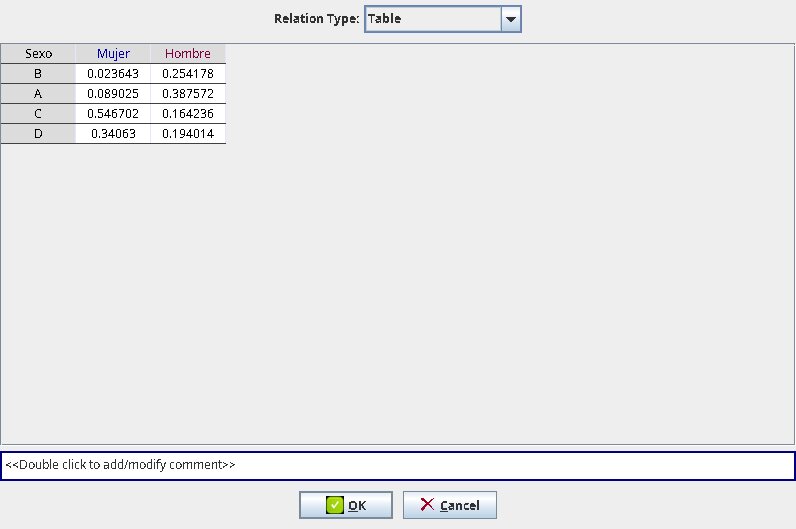 Relation Type: Table
Sexo Mujer Hombre
B 0.023643 0.254178
A 0.089025 0.387572
C 0.546702 0.164236
D 0.34063 0.194014
<<Double click to add/modify comment>>
OK Cancel